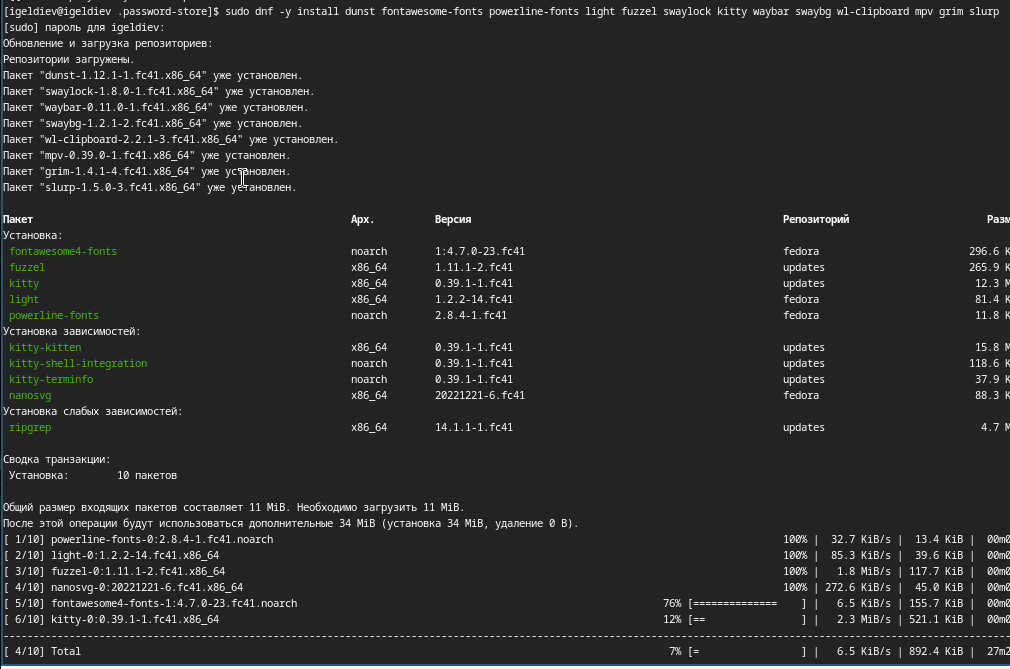 [igeldiev@igeldiev .password-store]$ sudo dnf -y install dunst fontawesome-fonts powerline-fonts light fuzzel swaylock kitty waybar swaybg wl-clipboard mpv grim slurp
[sudo] пароль для igeldiev:
Обновление и загрузка репозиториев:
Репозитории загружены.
Пакет "dunst-1.12.1-1.fc41.x86_64" уже установлен.
Пакет "swaylock-1.8.0-1.fc41.x86_64" уже установлен.
Пакет "waybar-0.11.0-1.fc41.x86_64" уже установлен.
Пакет "swaybg-1.2.1-2.fc41.x86_64" уже установлен.
Пакет "wl-clipboard-2.2.1-3.fc41.x86_64" уже установлен.
Пакет "mpv-0.39.0-1.fc41.x86_64" уже установлен.
Пакет "grim-1.4.1-4.fc41.x86_64" уже установлен.
Пакет "slurp-1.5.0-3.fc41.x86_64" уже установлен.
Пакет Арх. Версия Репозиторий Разм
Установка:
fontawesome4-fonts noarch 1:4.7.0-23.fc41 fedora 296.6 K
fuzzel x86_64 1.11.1-2.fc41 updates 265.9 K
kitty x86_64 0.39.1-1.fc41 updates 12.3 M
light x86_64 1.2.2-14.fc41 fedora 81.4 K
powerline-fonts noarch 2.8.4-1.fc41 fedora 11.8 K
Установка зависимостей:
kitty-kitten x86_64 0.39.1-1.fc41 updates 15.8 M
kitty-shell-integration noarch 0.39.1-1.fc41 updates 118.6 K
kitty-terminfo noarch 0.39.1-1.fc41 updates 37.9 K
nanosvg x86_64 20221221-6.fc41 fedora 88.3 K
Установка слабых зависимостей:
ripgrep x86_64 14.1.1-1.fc41 updates 4.7 M
Сводка транзакции:
Установка: 10 пакетов
Общий размер входящих пакетов составляет 11 MiB. Необходимо загрузить 11 MiB.
После этой операции будут использоваться дополнительные 34 MiB (установка 34 MiB, удаление 0 B).
[ 1/10] powerline-fonts-0:2.8.4-1.fc41.noarch 100% | 32.7 KiB/s | 13.4 KiB | 00m0
[ 2/10] light-0:1.2.2-14.fc41.x86_64 100% | 85.3 KiB/s | 39.6 KiB | 00m0
[ 3/10] fuzzel-0:1.11.1-2.fc41.x86_64 100% | 1.8 MiB/s | 117.7 KiB | 00m0
[ 4/10] nanosvg-0:20221221-6.fc41.x86_64 100% | 272.6 KiB/s | 45.0 KiB | 00m0
[ 5/10] fontawesome4-fonts-1:4.7.0-23.fc41.noarch 76% [============== ] | 6.5 KiB/s | 155.7 KiB | 00m0
[ 6/10] kitty-0:0.39.1-1.fc41.x86_64 12% [== ] | 2.3 MiB/s | 521.1 KiB | 00m0
--------------------------------------------------------------------------------
[ 4/10] Total 7% [= ] | 6.5 KiB/s | 892.4 KiB | 27m2